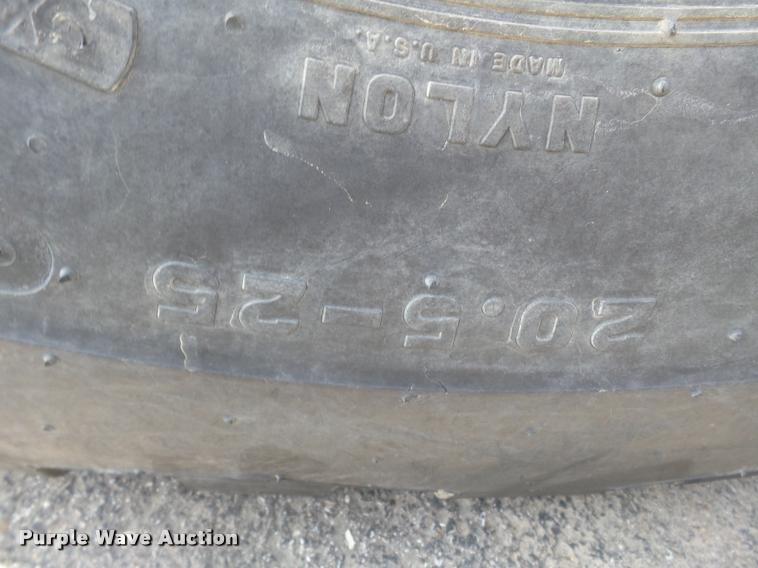 20.5-25
NYLON
MADE IN U.S.A.
Purple Wave Auction